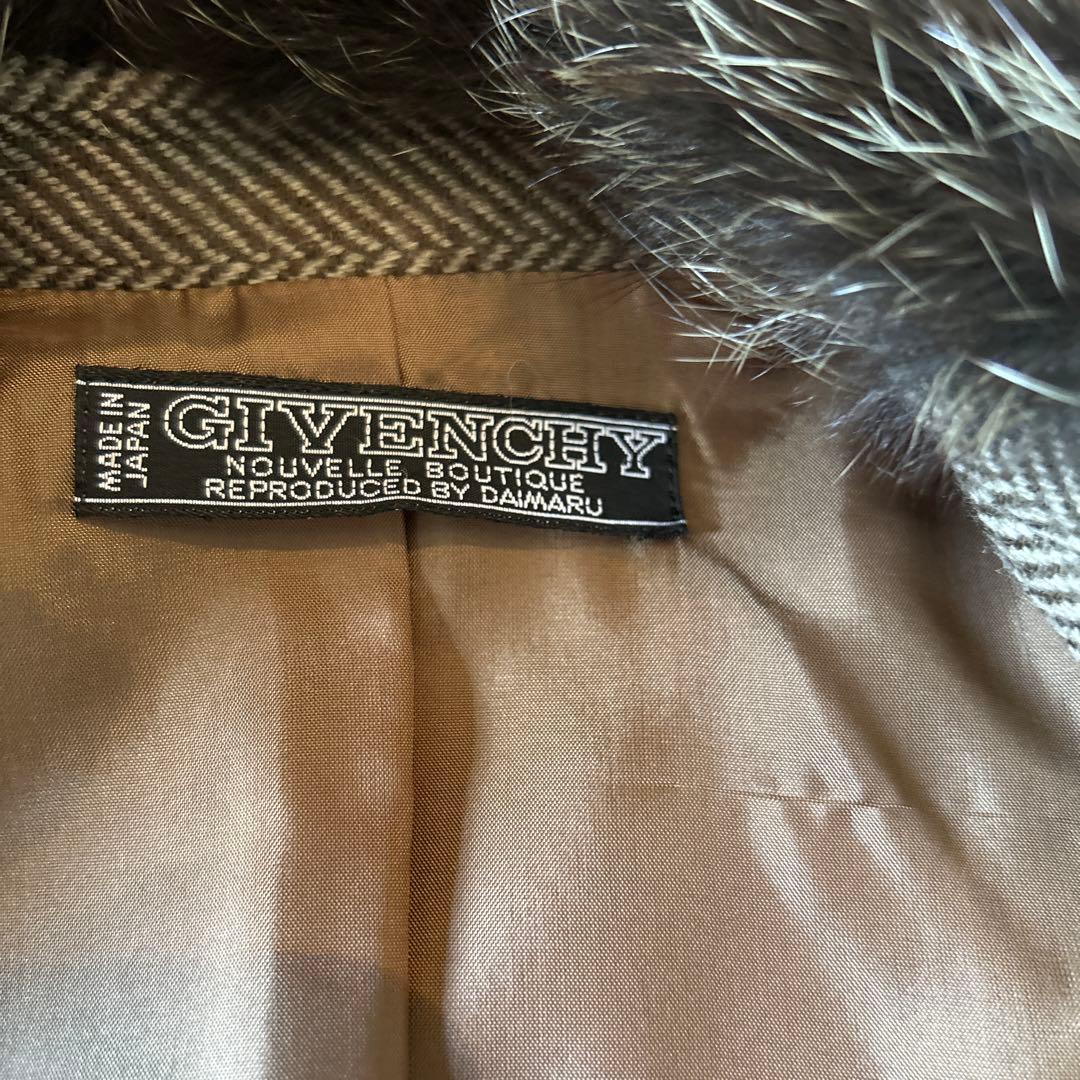 MADE IN
JAPAN
GIVENCHY
NOUVELLE BOUTIQUE
REPRODUCED BY DAIMARU